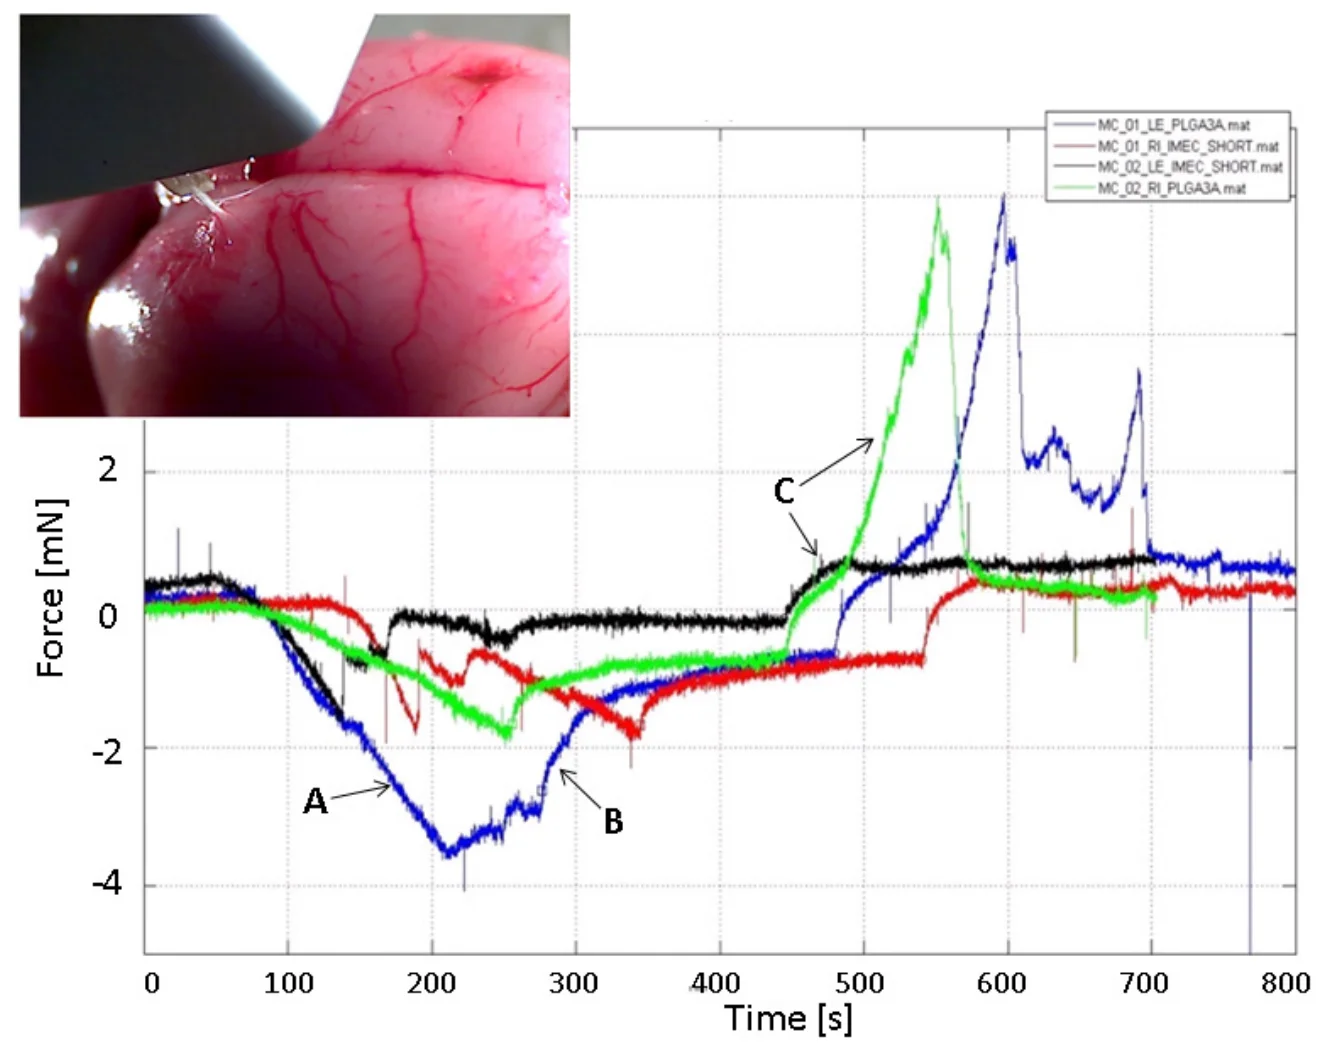 MC_01_LE_PLGA3A.mat
MC_01_RI_IMEC_SHORT.mat
MC_02_LE_IMEC_SHORT.mat
MC_02_RI_PLGA3A.mat
2
0
-2
-4
Force [mN]
C
A
B
0 100 200 300 400 500 600 700 800
Time [s]